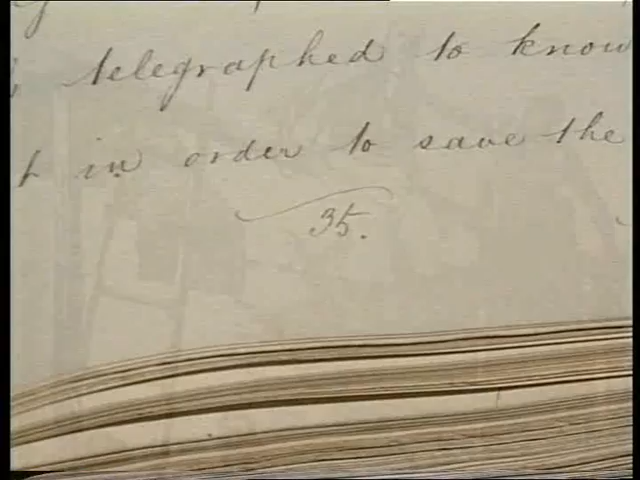 telegraphed to know
in order to save the
35.